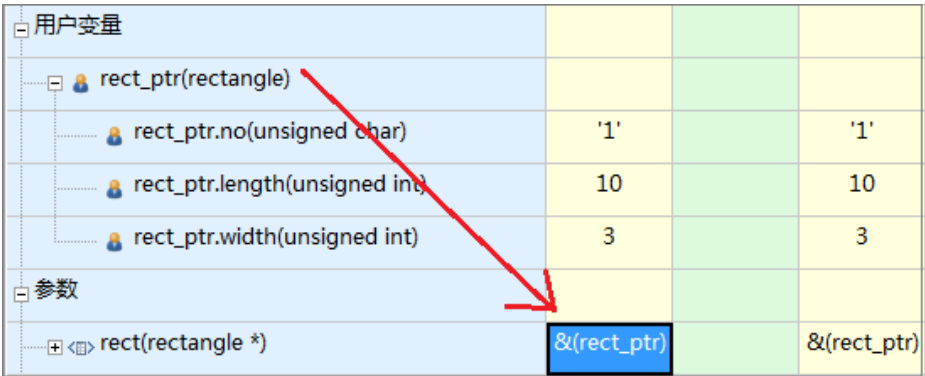 用户变量
rect_ptr(rectangle)
rect_ptr.no(unsigned char) '1' '1'
rect_ptr.length(unsigned int) 10 10
rect_ptr.width(unsigned int) 3 3
参数
rect(rectangle *) &(rect_ptr) &(rect_ptr)